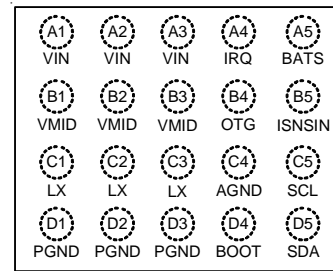 A1 A2 A3 A4 A5
VIN VIN VIN IRQ BATS
B1 B2 B3 B4 B5
VMID VMID VMID OTG ISNSIN
C1 C2 C3 C4 C5
LX LX LX AGND SCL
D1 D2 D3 D4 D5
PGND PGND PGND BOOT SDA